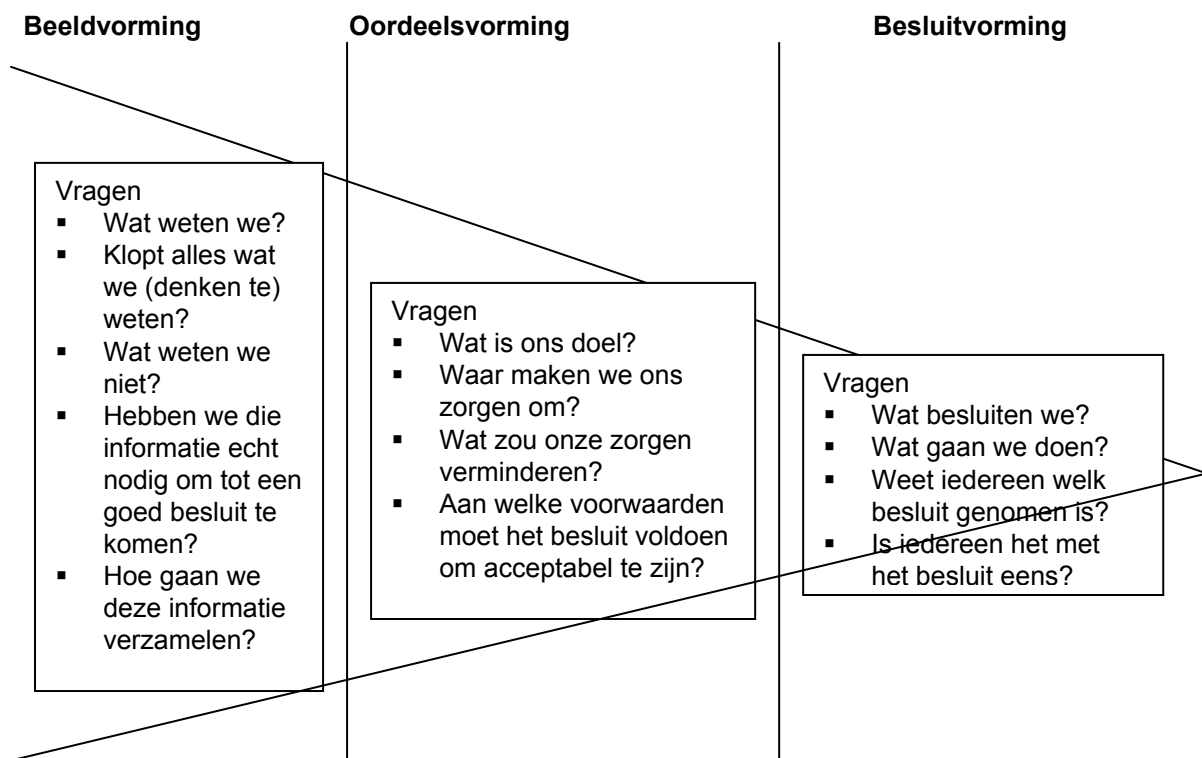 Beeldvorming
Oordeelsvorming
Besluitvorming
Vragen
▪ Wat weten we?
▪ Klopt alles wat
we (denken te)
weten?
▪ Wat weten we
niet?
▪ Hebben we die
informatie echt
nodig om tot een
goed besluit te
komen?
▪ Hoe gaan we
deze informatie
verzamelen?
Vragen
▪ Wat is ons doel?
▪ Waar maken we ons
zorgen om?
▪ Wat zou onze zorgen
verminderen?
▪ Aan welke voorwaarden
moet het besluit voldoen
om acceptabel te zijn?
Vragen
▪ Wat besluiten we?
▪ Wat gaan we doen?
▪ Weet iedereen welk
besluit genomen is?
▪ Is iedereen het met
het besluit eens?